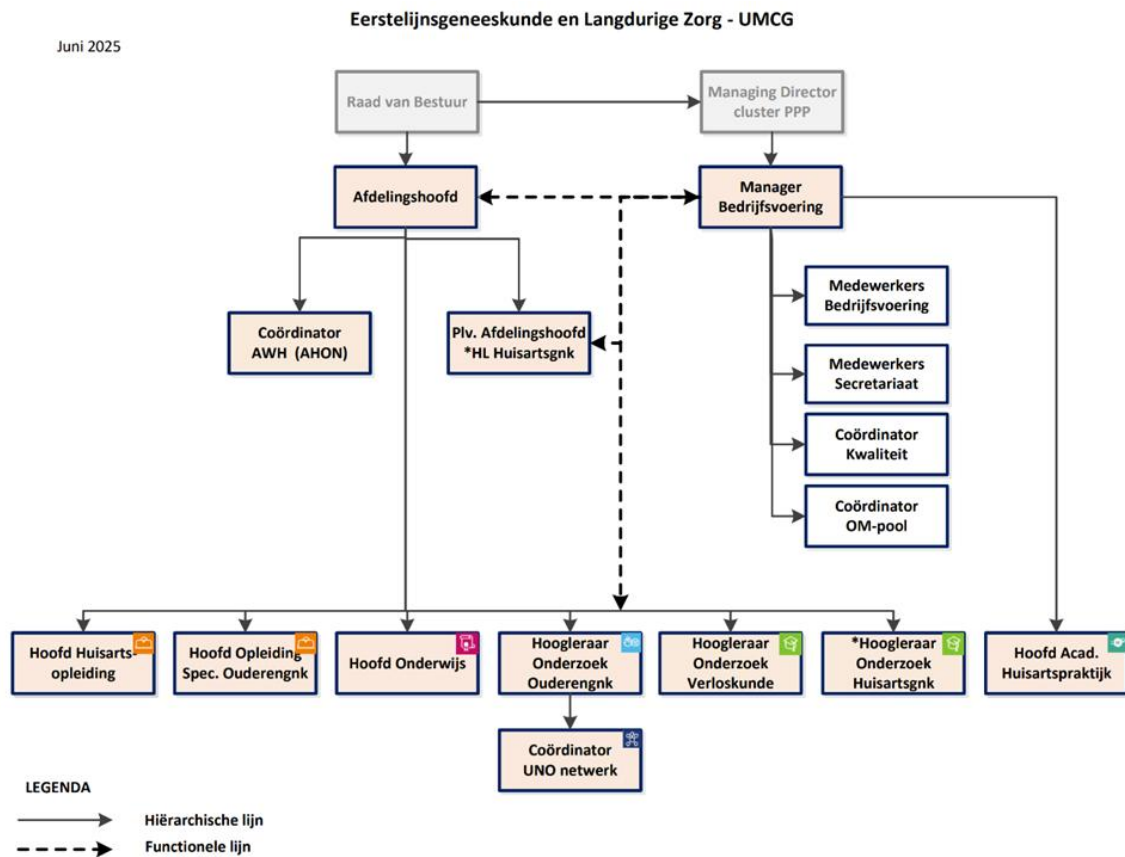 Eerstelijnsgeneeskunde en Langdurige Zorg - UMCG
Juni 2025
Raad van Bestuur
Managing Director
cluster PPP
Afdelingshoofd
Manager
Bedrijfsvoering
Medewerkers
Bedrijfsvoering
Coördinator
AWH (AHON)
Plv. Afdelingshoofd
*HL Huisartsgnk
Medewerkers
Secretariaat
Coördinator
Kwaliteit
Coördinator
OM-pool
Hoofd Huisarts-
opleiding
Hoofd Opleiding
Spec. Ouderengnk
Hoofd Onderwijs
Hoogleraar
Onderzoek
Ouderengnk
Hoogleraar
Onderzoek
Verloskunde
*Hoogleraar
Onderzoek
Huisartsgnk
Hoofd Acad.
Huisartspraktijk
Coördinator
UNO netwerk
LEGENDA
Hiërarchische lijn
Functionele lijn